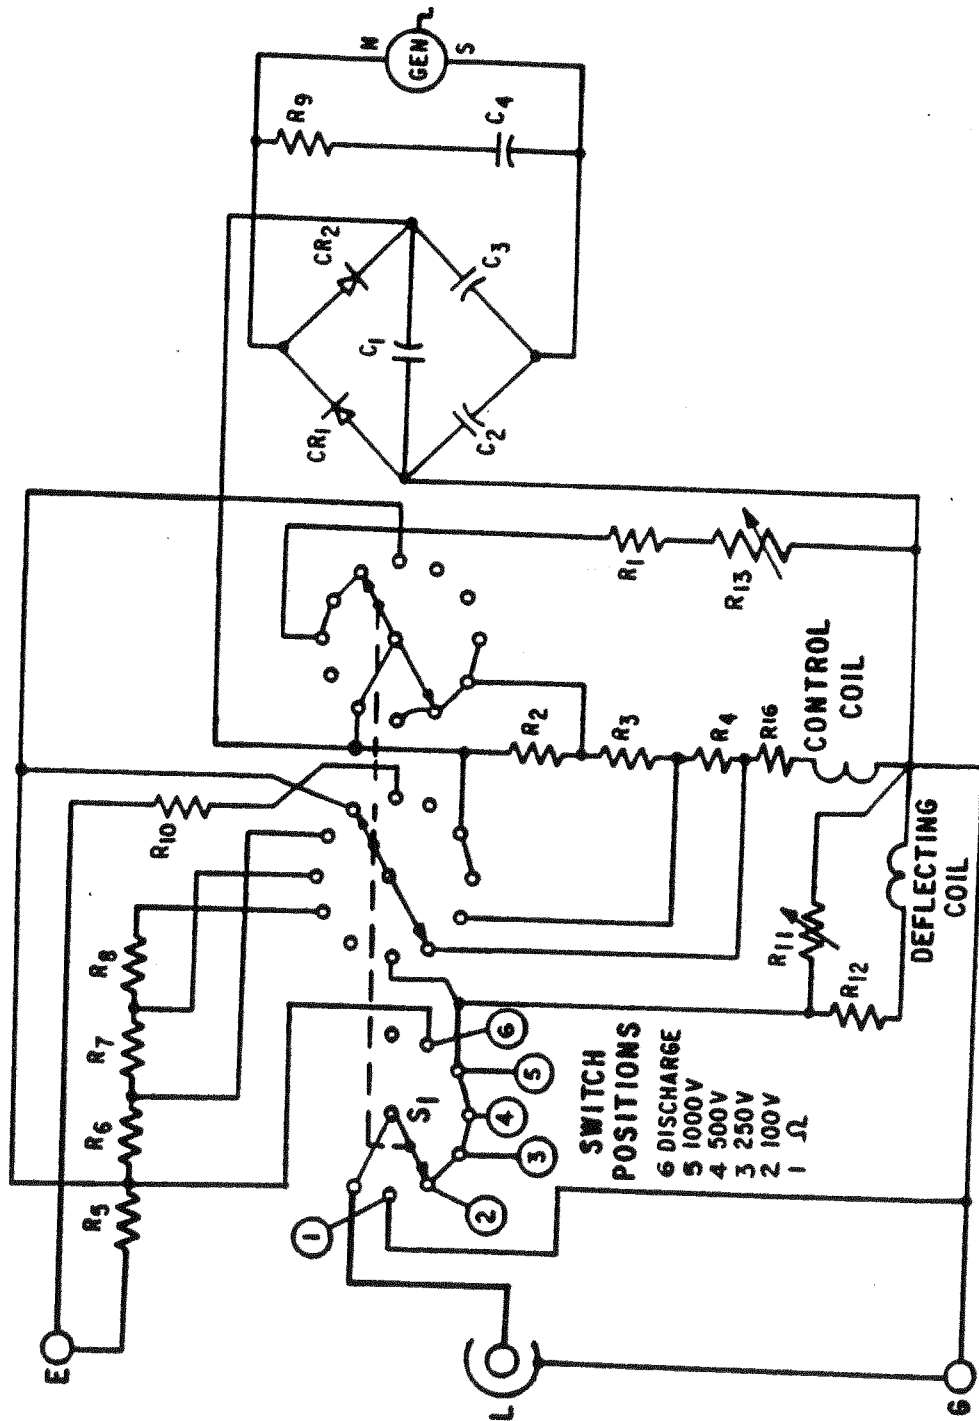 E
L
G
R5
R6
R7
R8
R10
1
2
3
4
5
6
S1
SWITCH
POSITIONS
6 DISCHARGE
5 1000V
4 500V
3 250V
2 100V
1 Ω
R11
R12
DEFLECTING
COIL
R2
R3
R4
R16
CONTROL
COIL
R1
R13
CR1
CR2
C1
C2
C3
R9
C4
N
GEN
S